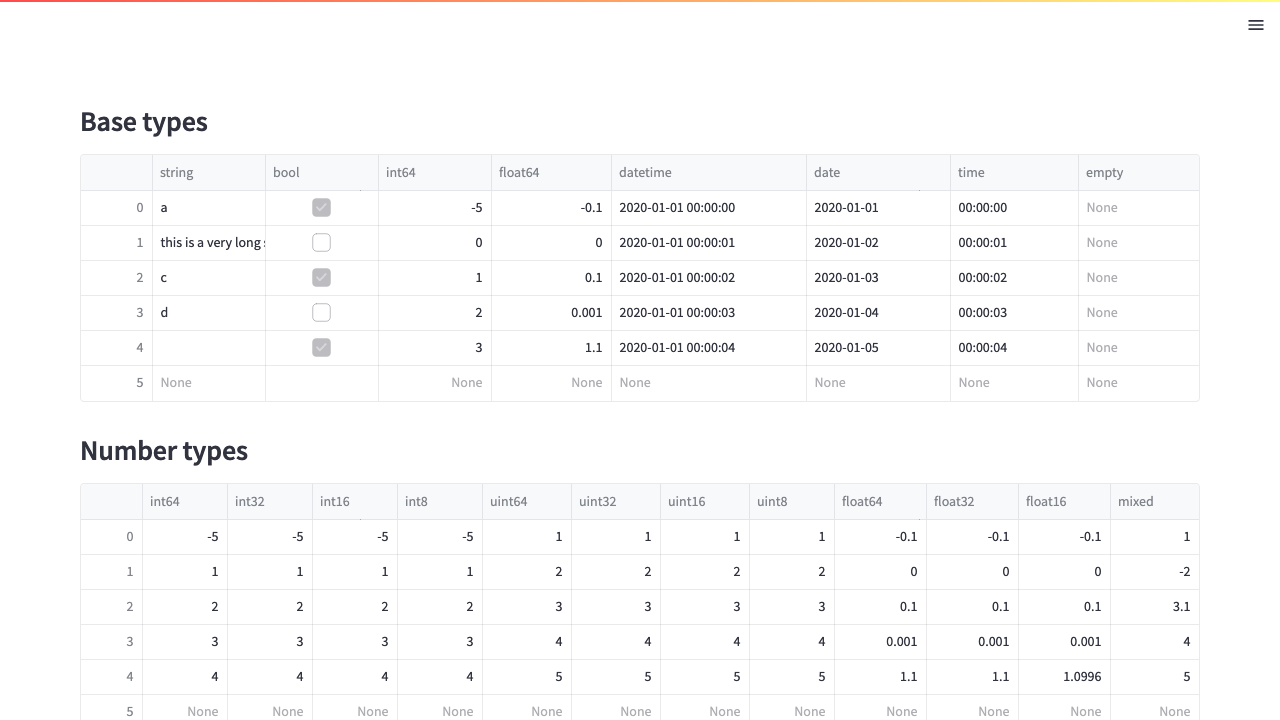 Base types
string bool int64 float64 datetime date time empty
0 a -5 -0.1 2020-01-01 00:00:00 2020-01-01 00:00:00 None
1 this is a very long 0 0 2020-01-01 00:00:01 2020-01-02 00:00:01 None
2 c 1 0.1 2020-01-01 00:00:02 2020-01-03 00:00:02 None
3 d 2 0.001 2020-01-01 00:00:03 2020-01-04 00:00:03 None
4 3 1.1 2020-01-01 00:00:04 2020-01-05 00:00:04 None
5 None None None None None None None
Number types
int64 int32 int16 int8 uint64 uint32 uint16 uint8 float64 float32 float16 mixed
0 -5 -5 -5 -5 1 1 1 1 -0.1 -0.1 -0.1 1
1 1 1 1 1 2 2 2 2 0 0 0 -2
2 2 2 2 2 3 3 3 3 0.1 0.1 0.1 3.1
3 3 3 3 3 4 4 4 4 0.001 0.001 0.001 4
4 4 4 4 4 5 5 5 5 1.1 1.1 1.0996 5
5 None None None None None None None None None None None None